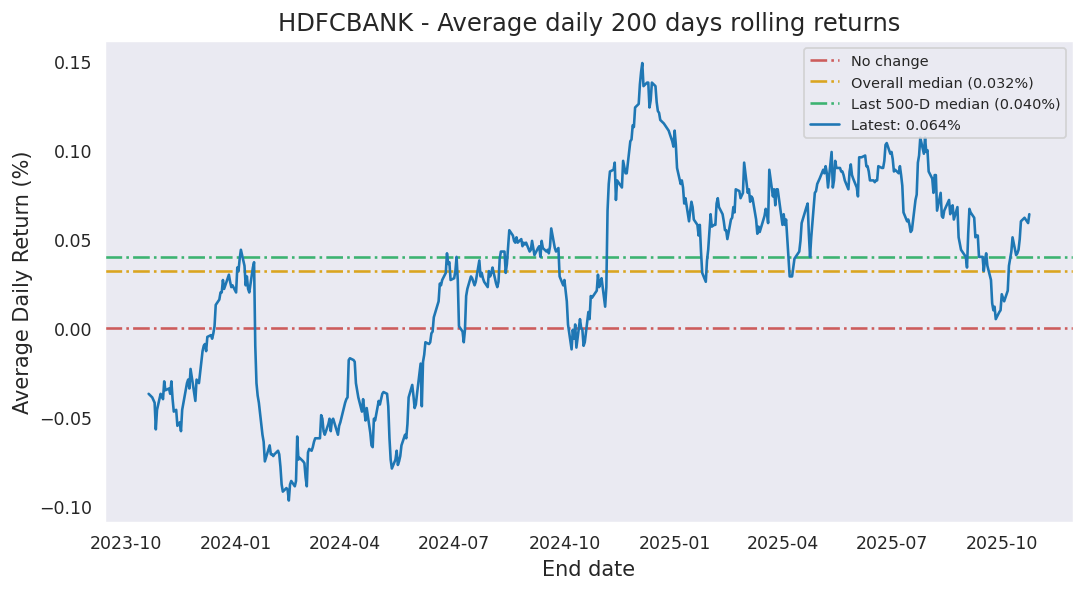 HDFCBANK - Average daily 200 days rolling returns
No change
Overall median (0.032%)
Last 500-D median (0.040%)
Latest: 0.064%
Average Daily Return (%)
0.15
0.10
0.05
0.00
−0.05
−0.10
2023-10 2024-01 2024-04 2024-07 2024-10 2025-01 2025-04 2025-07 2025-10
End date